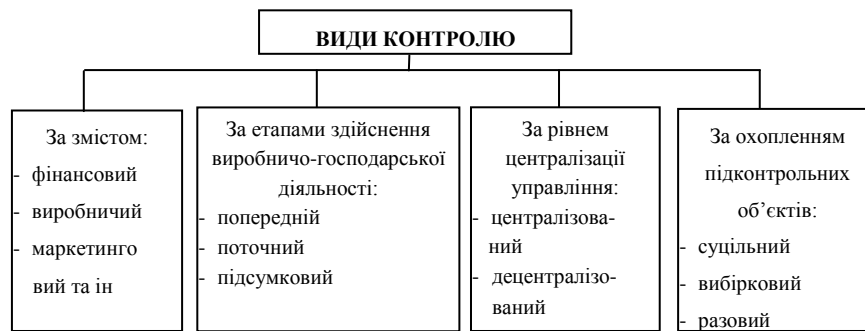 ВИДИ КОНТРОЛЮ
За змістом:
- фінансовий
- виробничий
- маркетинго
вий та ін
За етапами здійснення
виробничо-господарської
діяльності:
- попередній
- поточний
- підсумковий
За рівнем
централізації
управління:
- централізова-
ний
- децентралізо-
ваний
За охопленням
підконтрольних
об’єктів:
- суцільний
- вибірковий
- разовий